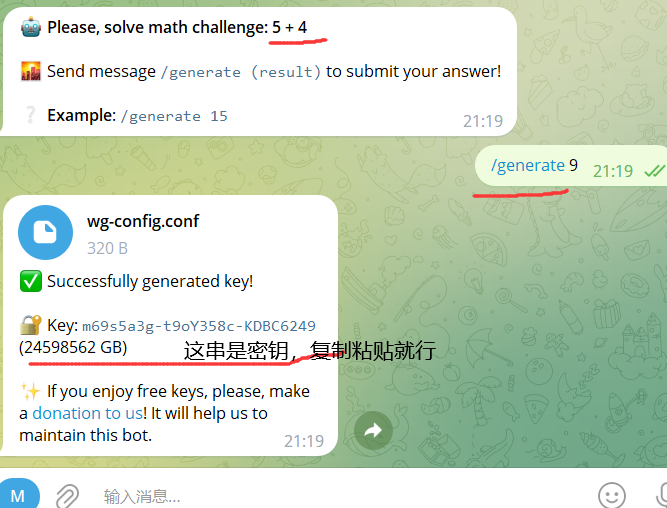 🤖 Please, solve math challenge: 5 + 4
🌇 Send message /generate (result) to submit your answer!
❔ Example: /generate 15
21:19
/generate 9 21:19
wg-config.conf
320 B
✅ Successfully generated key!
🔐 Key: m69s5a3g-t9oY358c-KDBC6249
(24598562 GB)
这串是密钥，复制粘贴就行
✨ If you enjoy free keys, please, make
a donation to us! It will help us to
maintain this bot.
21:19
M
输入消息...